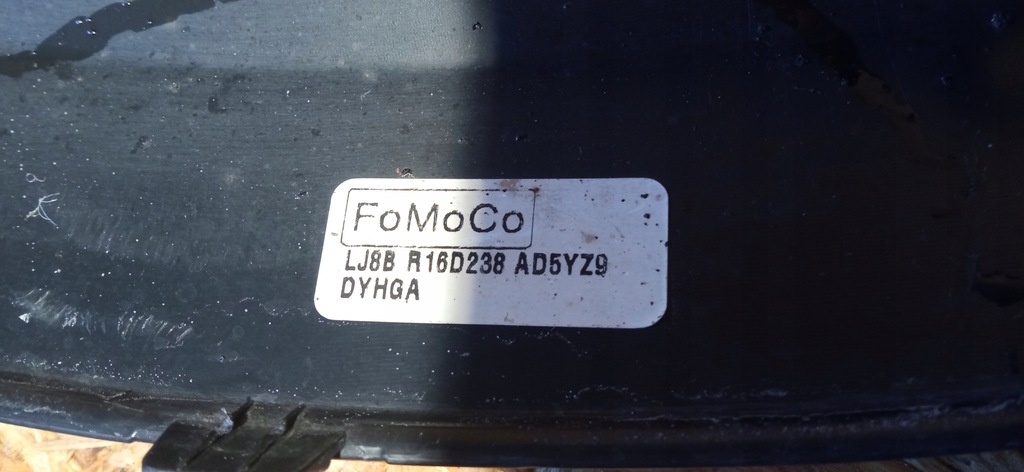 FoMoCo
LJ8B R16D238 AD5YZ9
DYHGA